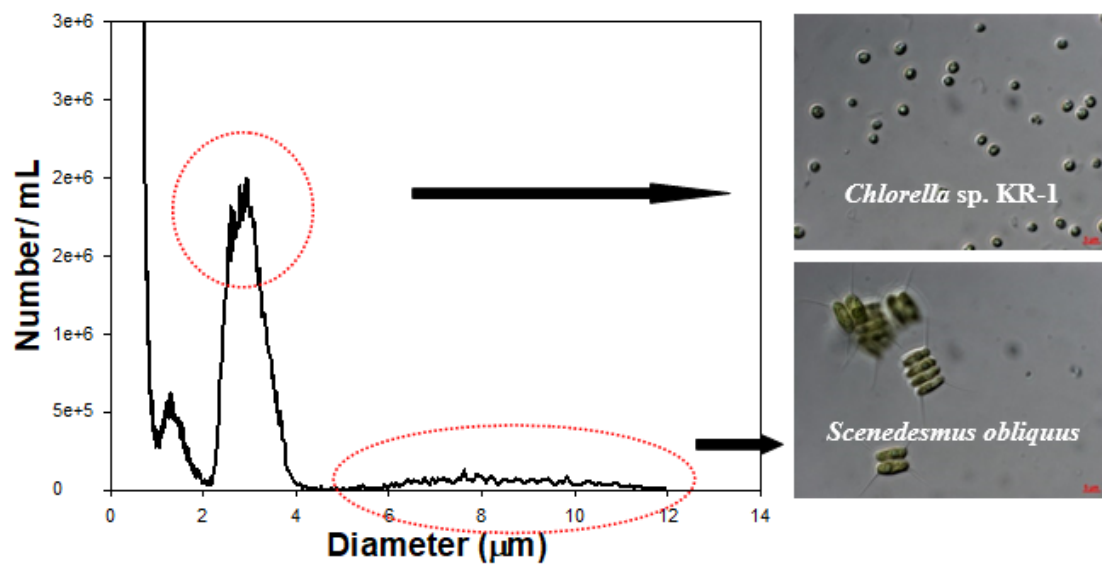 Number/ mL
3e+6
3e+6
2e+6
2e+6
1e+6
5e+5
0
0
2
4
6
8
10
12
14
Diameter (μm)
Chlorella sp. KR-1
Scenedesmus obliquus